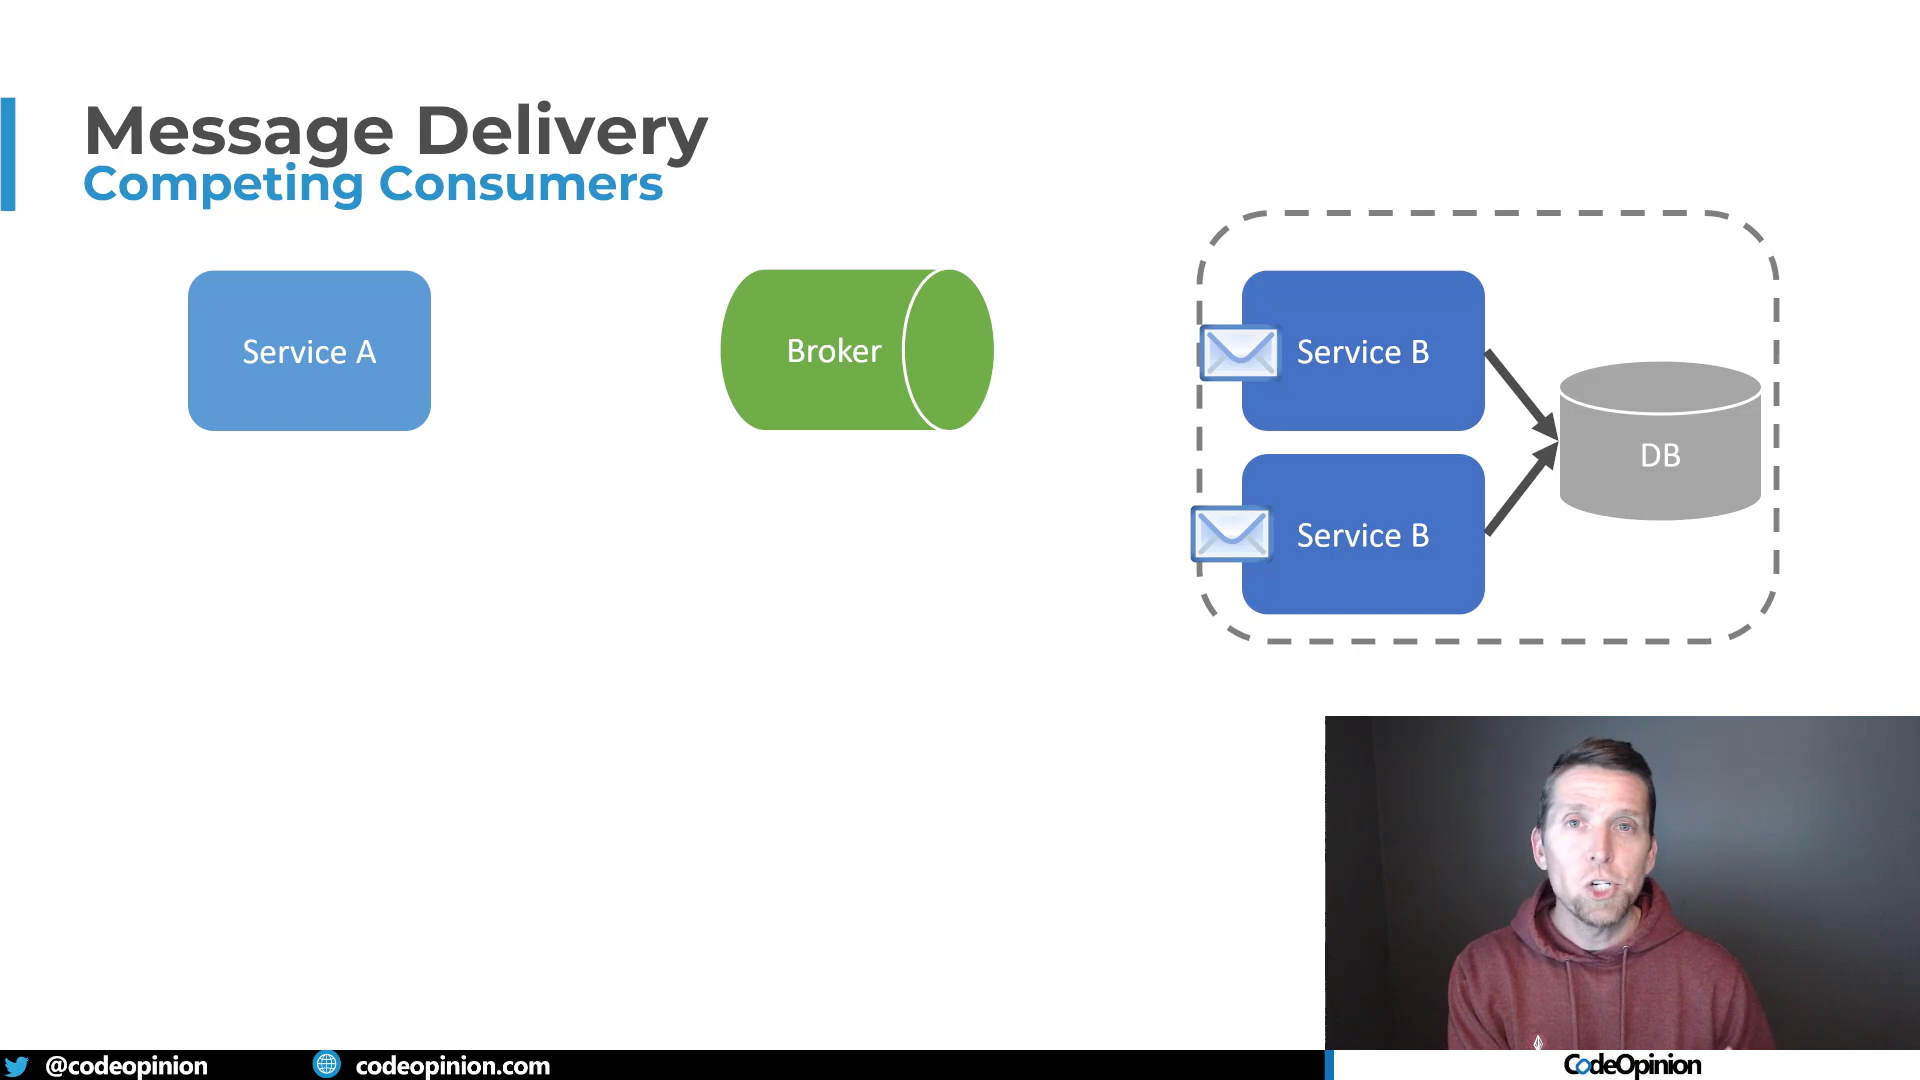 Message Delivery
Competing Consumers
Service A
Broker
Service B
DB
Service B
@codeopinion
codeopinion.com
CodeOpinion